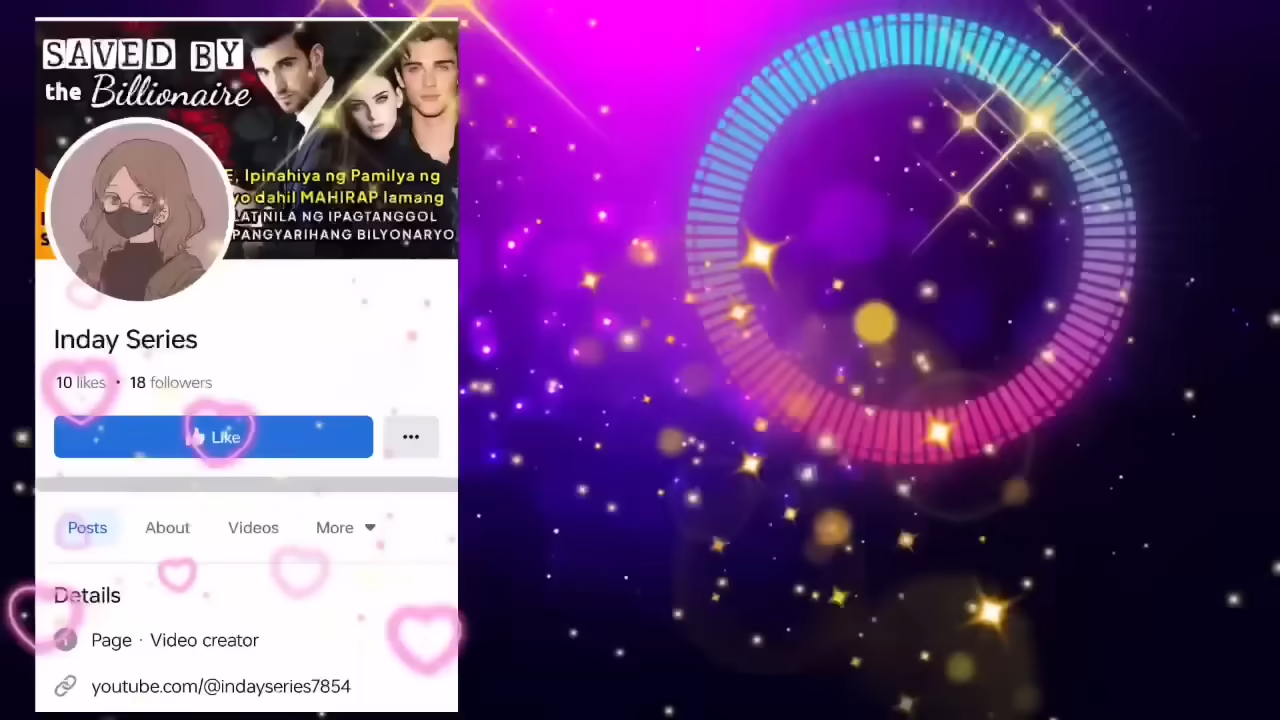 SAVED BY
the Billionaire
E, Ipinahiya ng Pamilya ng
yo dahil MAHIRAP lamang
LAT NILA NG IPAGTANGGOL
PANGYARIHANG BILYONARYO
Inday Series
10 likes • 18 followers
Like
Posts About Videos More
Details
Page · Video creator
youtube.com/@indayseries7854